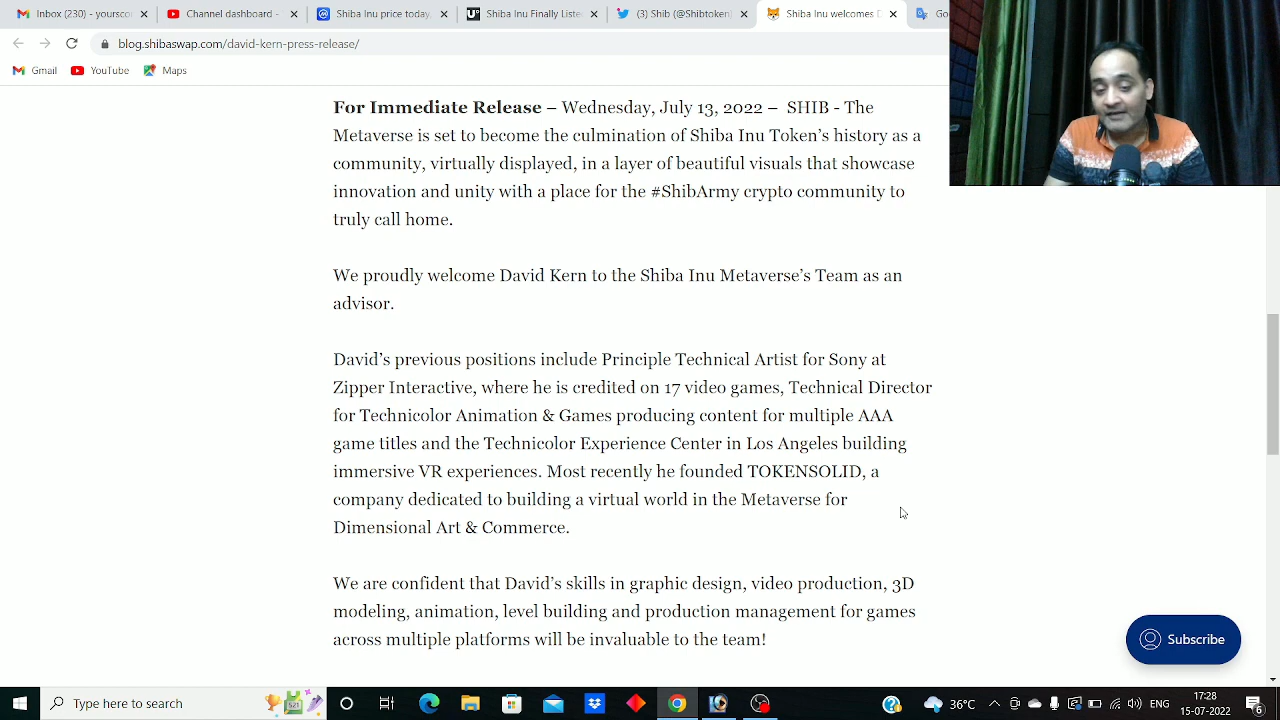 Inbox (230) - yourscor
Channel dashboard -
Shiba Inu price today,
Shiba Inu Finally Liste
(3) Shib (@Shibtoken)
Shiba Inu welcomes D
Go
blog.shibaswap.com/david-kern-press-release/
Gmail
YouTube
Maps
For Immediate Release – Wednesday, July 13, 2022 – SHIB - The
Metaverse is set to become the culmination of Shiba Inu Token's history as a
community, virtually displayed, in a layer of beautiful visuals that showcase
innovation and unity with a place for the #ShibArmy crypto community to
truly call home.
We proudly welcome David Kern to the Shiba Inu Metaverse's Team as an
advisor.
David's previous positions include Principle Technical Artist for Sony at
Zipper Interactive, where he is credited on 17 video games, Technical Director
for Technicolor Animation & Games producing content for multiple AAA
game titles and the Technicolor Experience Center in Los Angeles building
immersive VR experiences. Most recently he founded TOKENSOLID, a
company dedicated to building a virtual world in the Metaverse for
Dimensional Art & Commerce.
We are confident that David's skills in graphic design, video production, 3D
modeling, animation, level building and production management for games
across multiple platforms will be invaluable to the team!
Subscribe
Type here to search
36°C
ENG
17:28
15-07-2022
6